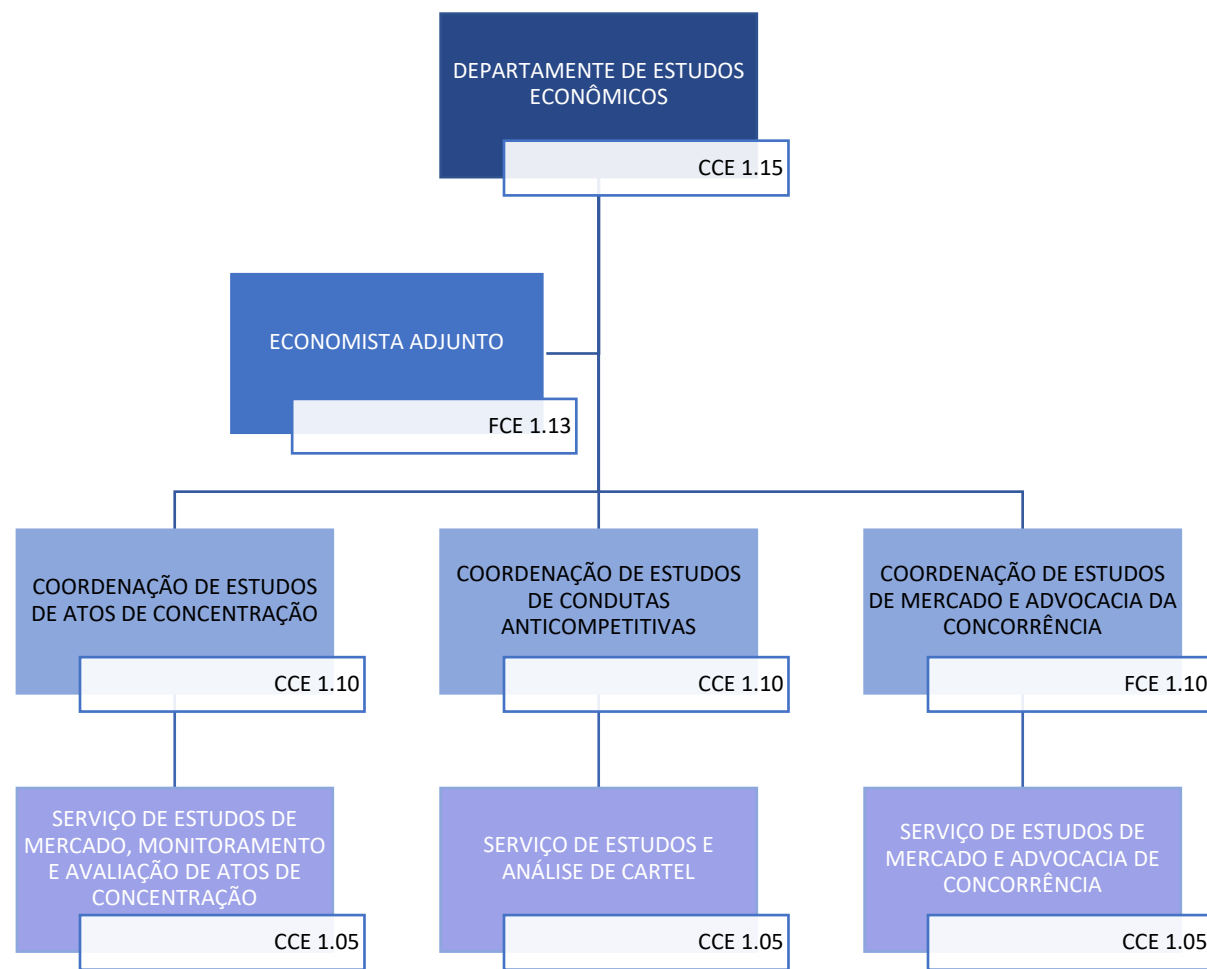 DEPARTAMENTE DE ESTUDOS
ECONÔMICOS
CCE 1.15
ECONOMISTA ADJUNTO
FCE 1.13
COORDENAÇÃO DE ESTUDOS
DE ATOS DE CONCENTRAÇÃO
CCE 1.10
COORDENAÇÃO DE ESTUDOS
DE CONDUTAS
ANTICOMPETITIVAS
CCE 1.10
COORDENAÇÃO DE ESTUDOS
DE MERCADO E ADVOCACIA DA
CONCORRÊNCIA
FCE 1.10
SERVIÇO DE ESTUDOS DE
MERCADO, MONITORAMENTO
E AVALIAÇÃO DE ATOS DE
CONCENTRAÇÃO
CCE 1.05
SERVIÇO DE ESTUDOS E
ANÁLISE DE CARTEL
CCE 1.05
SERVIÇO DE ESTUDOS DE
MERCADO E ADVOCACIA DE
CONCORRÊNCIA
CCE 1.05